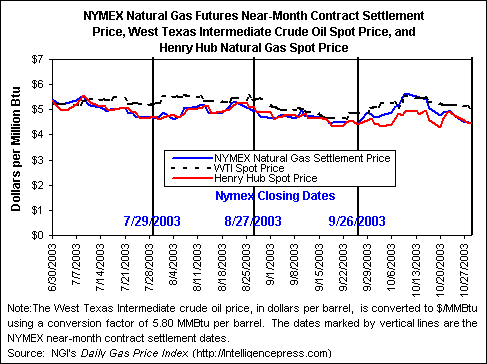 NYMEX Natural Gas Futures Near-Month Contract Settlement
Price, West Texas Intermediate Crude Oil Spot Price, and
Henry Hub Natural Gas Spot Price
Dollars per Million Btu
$7
$6
$5
$4
$3
$2
$1
$0
NYMEX Natural Gas Settlement Price
WTI Spot Price
Henry Hub Spot Price
Nymex Closing Dates
7/29/2003
8/27/2003
9/26/2003
6/30/2003
7/7/2003
7/14/2003
7/21/2003
7/28/2003
8/4/2003
8/11/2003
8/18/2003
8/25/2003
9/1/2003
9/8/2003
9/15/2003
9/22/2003
9/29/2003
10/6/2003
10/13/2003
10/20/2003
10/27/2003
Note:The West Texas Intermediate crude oil price, in dollars per barrel, is converted to $/MMBtu
using a conversion factor of 5.80 MMBtu per barrel. The dates marked by vertical lines are the
NYMEX near-month contract settlement dates.
Source: NGI's Daily Gas Price Index (http://intelligencepress.com)